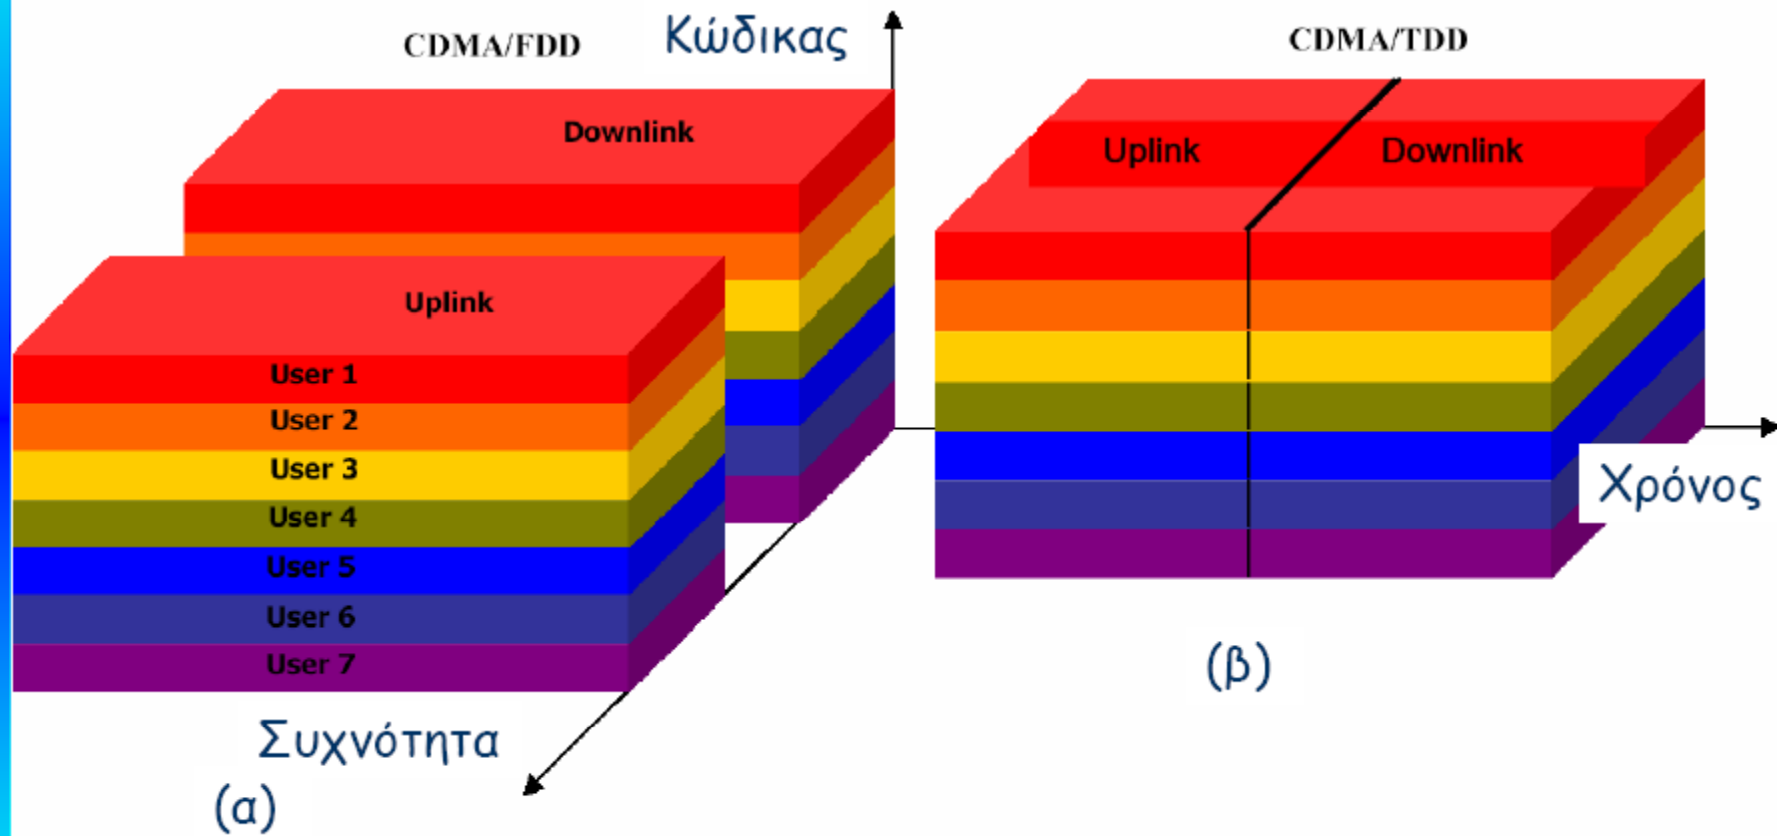 CDMA/FDD
Κώδικας
CDMA/TDD
Downlink
Uplink
Downlink
Uplink
User 1
User 2
User 3
User 4
User 5
User 6
User 7
Χρόνος
Συχνότητα
(α)
(β)